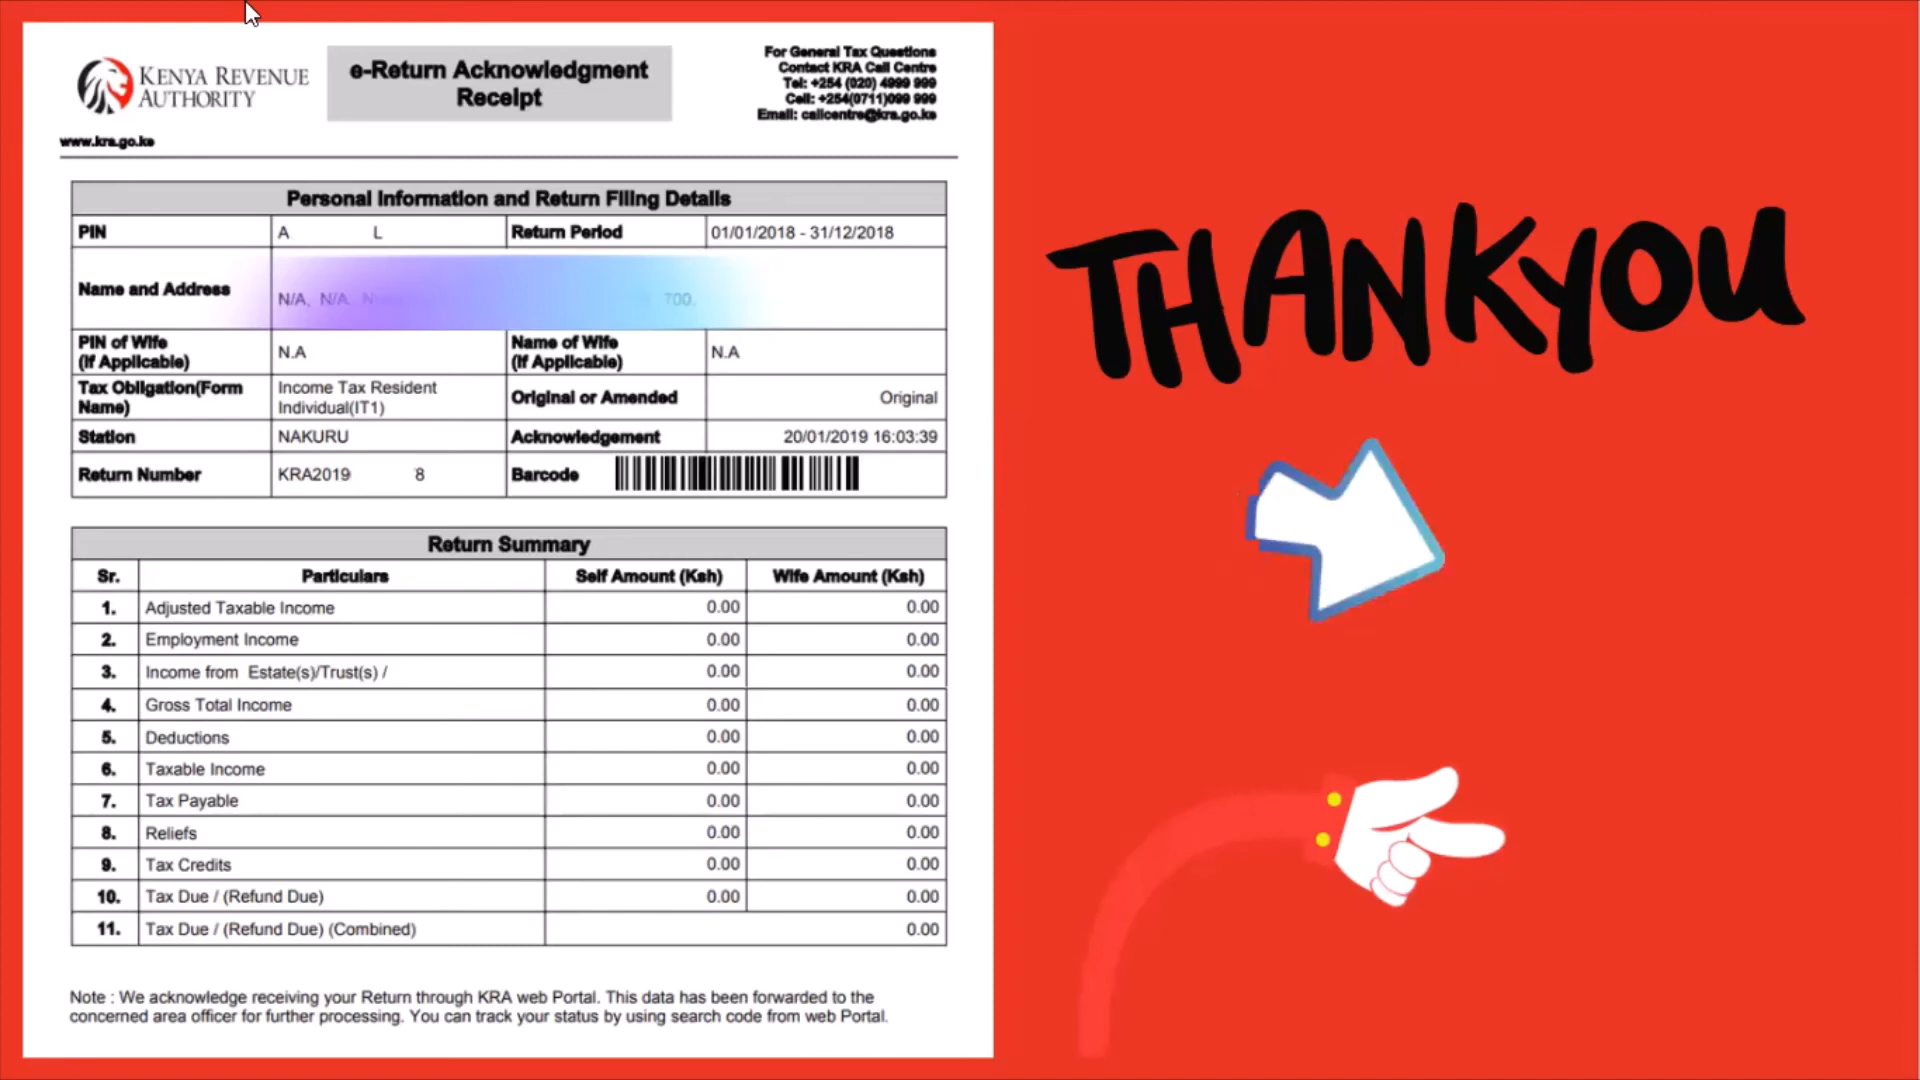 KENYA REVENUE
AUTHORITY
e-Return Acknowledgment
Receipt
For General Tax Questions
Contact KRA Call Centre
Tel: +254 (020) 4999 999
Cell: +254(0711)099 999
Email: callcentre@kra.go.ke
www.kra.go.ke
Personal Information and Return Filing Details
PIN A L Return Period 01/01/2018 - 31/12/2018
Name and Address N/A, N/A, 700,
PIN of Wife
(If Applicable) N.A Name of Wife
(If Applicable) N.A
Tax Obligation(Form
Name) Income Tax Resident
Individual(IT1) Original or Amended Original
Station NAKURU Acknowledgement 20/01/2019 16:03:39
Return Number KRA2019 8 Barcode
Return Summary
Sr. Particulars Self Amount (Ksh) Wife Amount (Ksh)
1. Adjusted Taxable Income 0.00 0.00
2. Employment Income 0.00 0.00
3. Income from Estate(s)/Trust(s) / 0.00 0.00
4. Gross Total Income 0.00 0.00
5. Deductions 0.00 0.00
6. Taxable Income 0.00 0.00
7. Tax Payable 0.00 0.00
8. Reliefs 0.00 0.00
9. Tax Credits 0.00 0.00
10. Tax Due / (Refund Due) 0.00 0.00
11. Tax Due / (Refund Due) (Combined) 0.00
Note : We acknowledge receiving your Return through KRA web Portal. This data has been forwarded to the
concerned area officer for further processing. You can track your status by using search code from web Portal.
THANKYOU